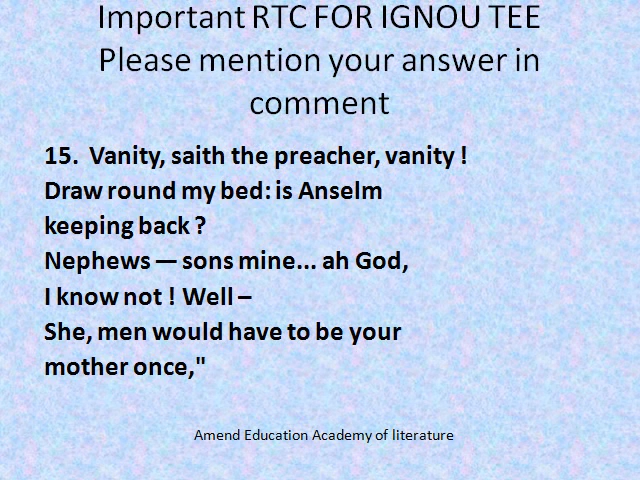 Important RTC FOR IGNOU TEE
Please mention your answer in
comment
15.  Vanity, saith the preacher, vanity !
Draw round my bed: is Anselm
keeping back ?
Nephews — sons mine... ah God,
I know not ! Well –
She, men would have to be your
mother once,"
Amend Education Academy of literature